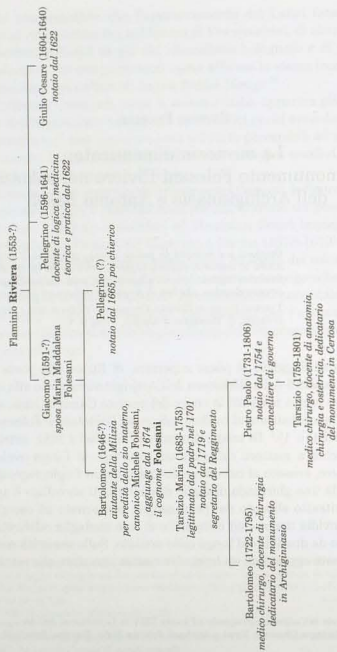 Flaminio Riviera (1553-?)
Giacomo (1591-?)
sposa Maria Maddalena
Folesani
Pellegrino (1596-1641)
docente di logica e medicina
teorica e pratica dal 1622
Giulio Cesare (1604-1640)
notaio dal 1622
Bartolomeo (1646-?)
aiutante della Milizia
per eredità dello zio materno,
canonico Michele Folesani,
aggiunge dal 1674
il cognome Folesani
Pellegrino (?)
notaio dal 1665, poi chierico
Tarsizio Maria (1683-1753)
legittimato dal padre nel 1701
notaio dal 1719 e
segretario del Reggimento
Bartolomeo (1722-1795)
medico chirurgo, docente di chirurgia
dedicatario del monumento
in Archiginnasio
Pietro Paolo (1731-1806)
notaio dal 1754 e
cancelliere di governo
Tarsizio (1759-1801)
medico chirurgo, docente di anatomia,
chirurgia e ostetricia, dedicatario
del monumento in Certosa